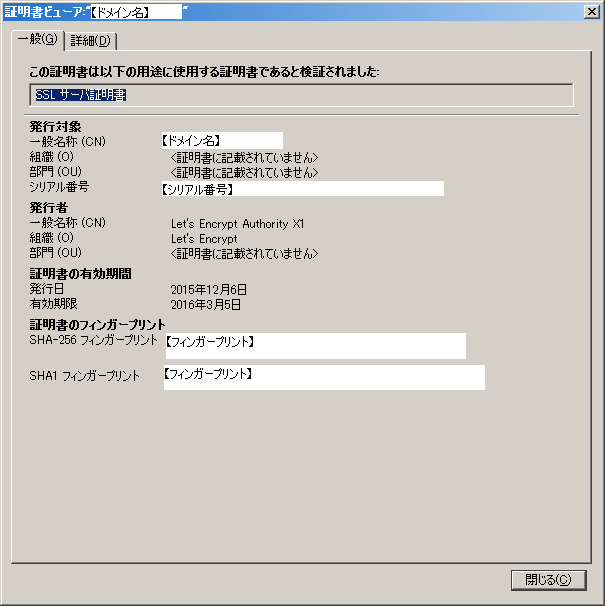 証明書ビューア:"【ドメイン名】"
一般(G) 詳細(D)
この証明書は以下の用途に使用する証明書であると検証されました:
SSL サーバ証明書
発行対象
一般名称 (CN) 【ドメイン名】
組織 (O) <証明書に記載されていません>
部門 (OU) <証明書に記載されていません>
シリアル番号 【シリアル番号】
発行者
一般名称 (CN) Let's Encrypt Authority X1
組織 (O) Let's Encrypt
部門 (OU) <証明書に記載されていません>
証明書の有効期間
発行日 2015年12月6日
有効期限 2016年3月5日
証明書のフィンガープリント
SHA-256 フィンガープリント 【フィンガープリント】
SHA1 フィンガープリント 【フィンガープリント】
閉じる(C)